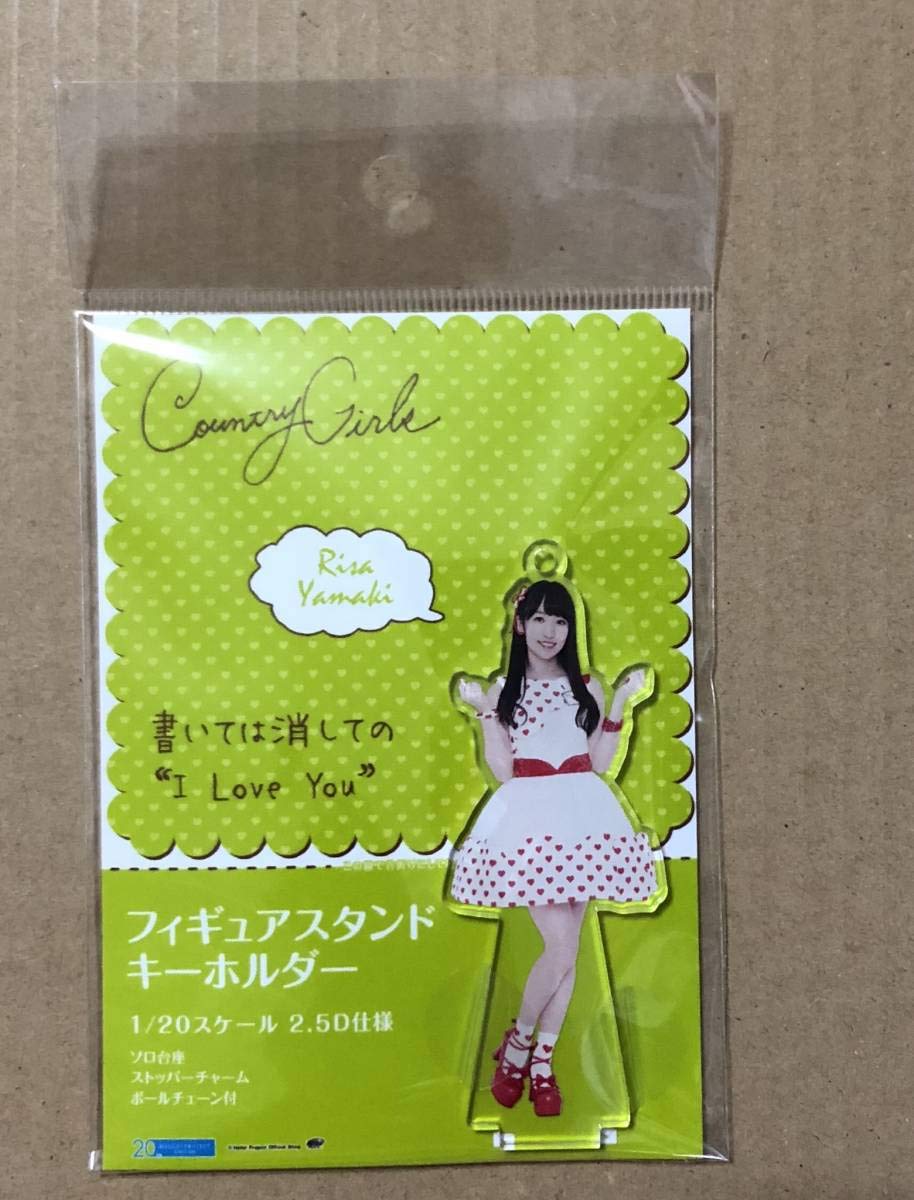 Country Girls
Risa
Yamaki
書いては消しての
“I Love You”
フィギュアスタンド
キーホルダー
1/20スケール 2.5D仕様
ソロ台座
ストッパーチャーム
ボールチェーン付
20